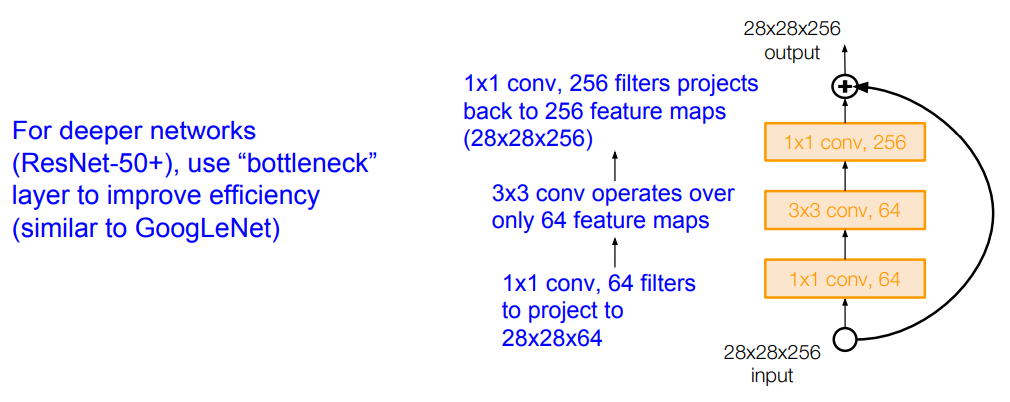 For deeper networks
(ResNet-50+), use “bottleneck”
layer to improve efficiency
(similar to GoogLeNet)
1x1 conv, 256 filters projects
back to 256 feature maps
(28x28x256)
3x3 conv operates over
only 64 feature maps
1x1 conv, 64 filters
to project to
28x28x64
28x28x256
output
1x1 conv, 256
3x3 conv, 64
1x1 conv, 64
28x28x256
input